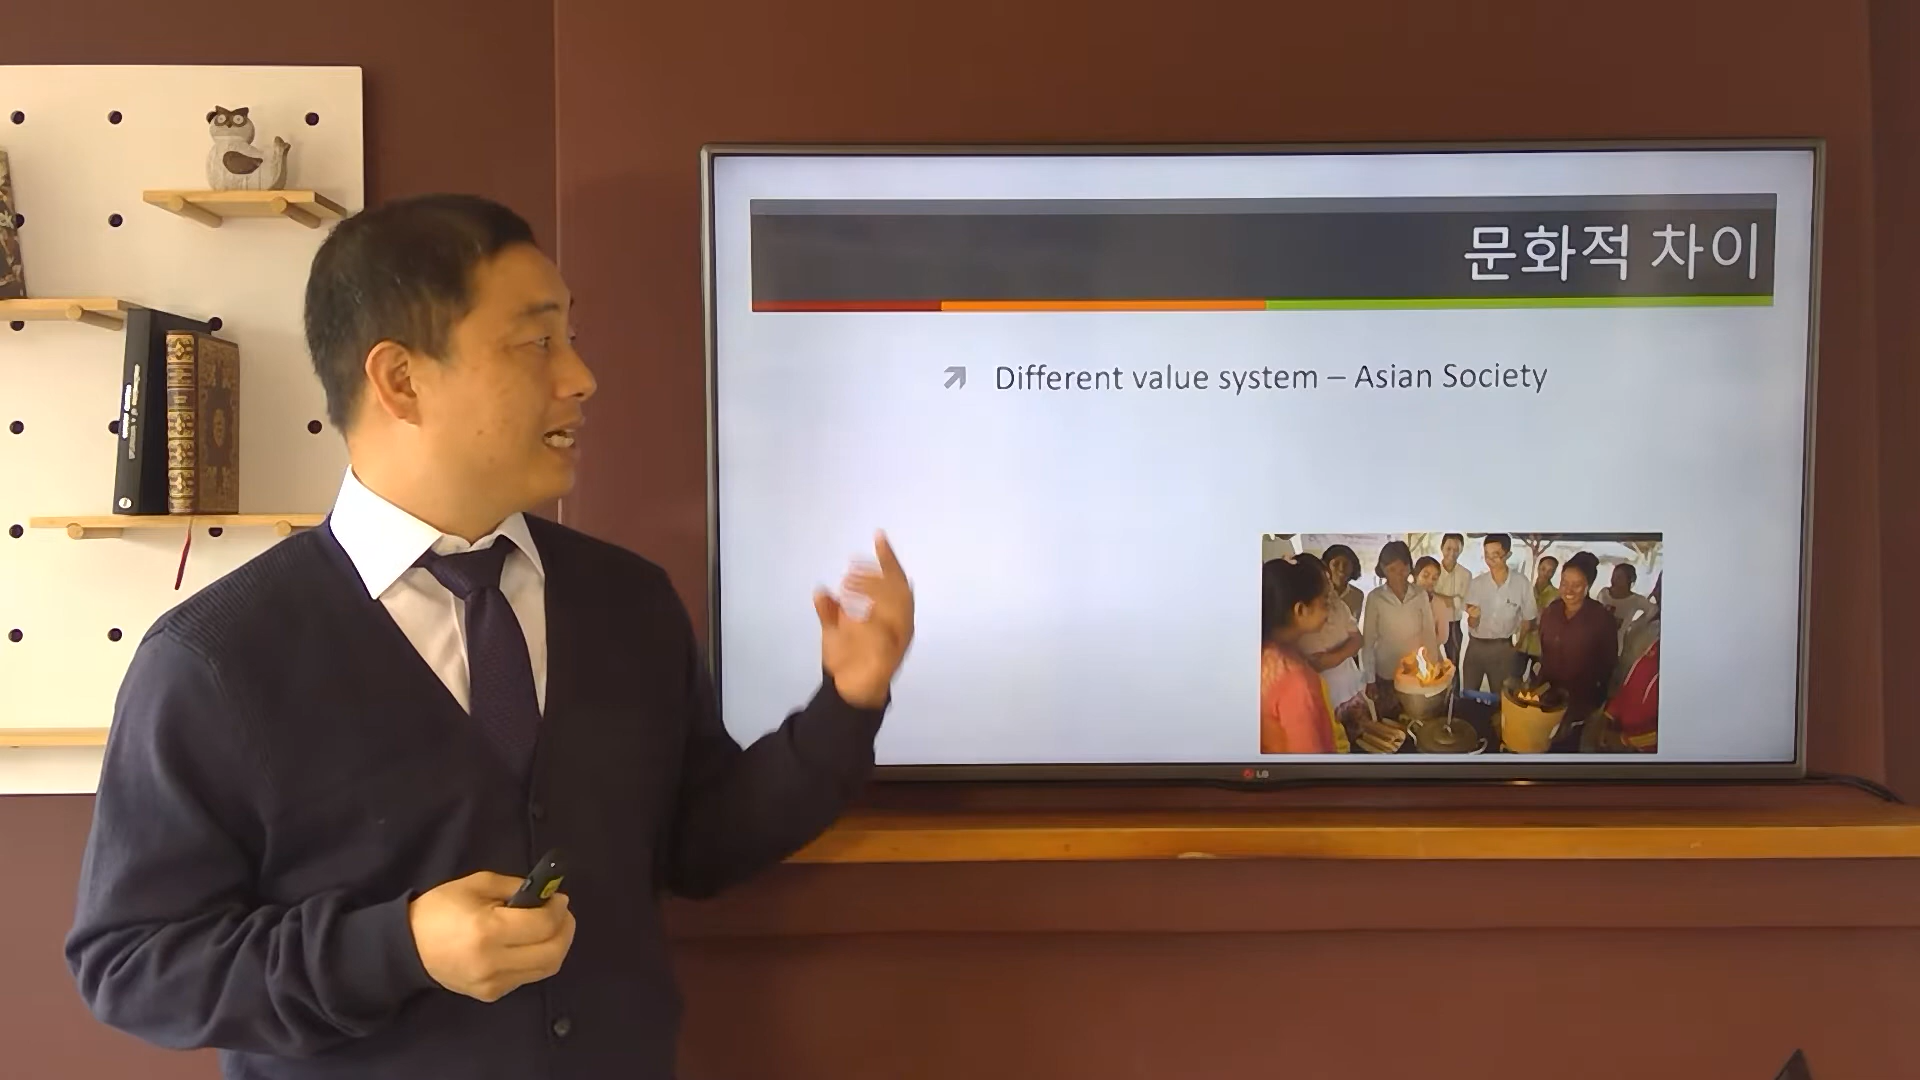 문화적 차이
Different value system – Asian Society
LG